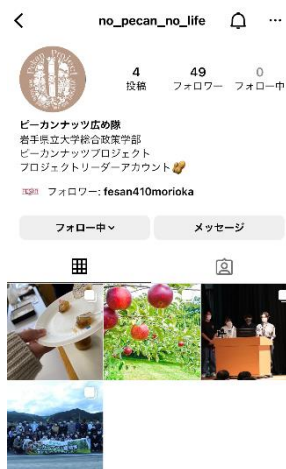 no_pecan_no_life
Pecan Project
4 49 0
投稿 フォロワー フォロー中
ピーカンナッツ広め隊
岩手県立大学総合政策学部
ピーカンナッツプロジェクト
プロジェクトリーダーアカウント
フォロワー: fesan410morioka
フォロー中 メッセージ